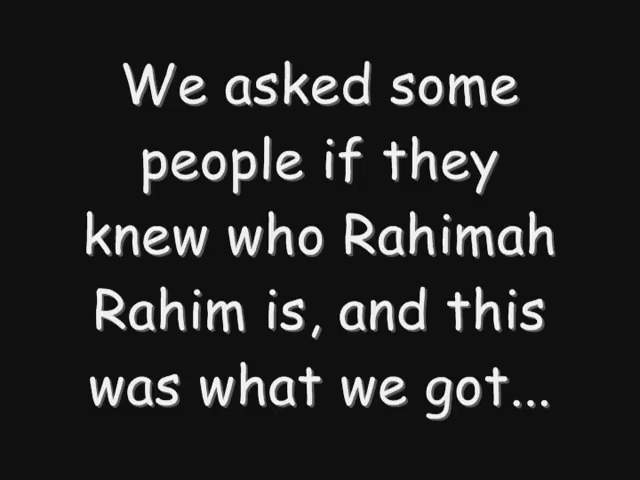 We asked some
people if they
knew who Rahimah
Rahim is, and this
was what we got...